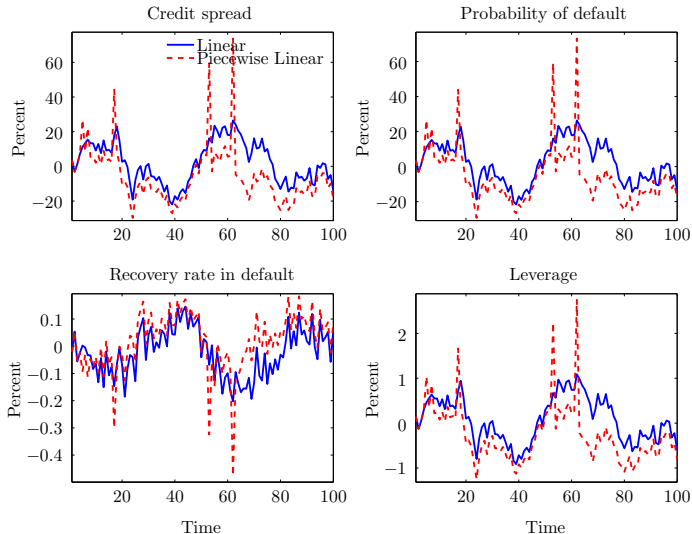 Credit spread
Probability of default
Linear
Piecewise Linear
Percent
60
40
20
0
−20
20 40 60 80 100
Percent
60
40
20
0
−20
20 40 60 80 100
Recovery rate in default
Leverage
Percent
0.1
0
−0.1
−0.2
−0.3
−0.4
20 40 60 80 100
Time
Percent
2
1
0
−1
20 40 60 80 100
Time